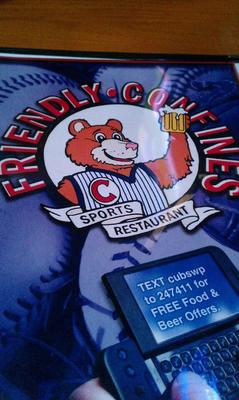 FRIENDLY • CONFINES
C
SPORTS
RESTAURANT
TEXT cubswp
to 247411 for
FREE Food &
Beer Offers.